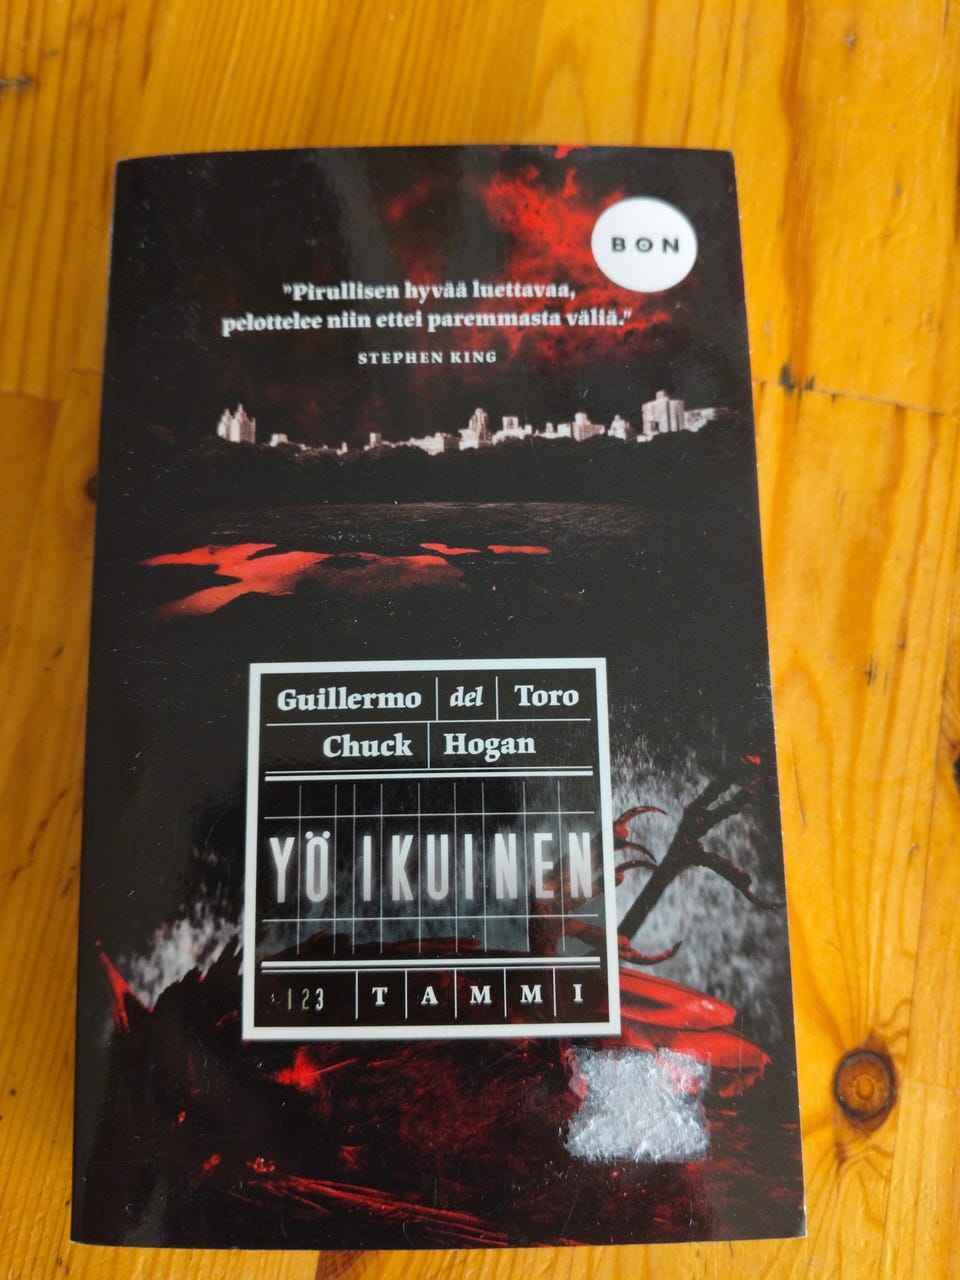 BON
"Pirullisen hyvää luettavaa,
pelottelee niin ettei paremmasta väliä."
STEPHEN KING
Guillermo del Toro
Chuck Hogan
YÖ IKUINEN
123 TAMMI